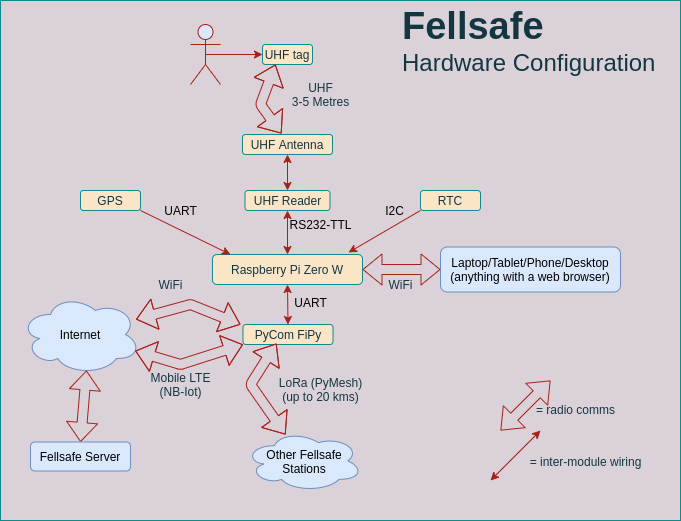 Fellsafe
Hardware Configuration
UHF tag
UHF
3-5 Metres
UHF Antenna
GPS
UHF Reader
RTC
UART
I2C
RS232-TTL
Raspberry Pi Zero W
Laptop/Tablet/Phone/Desktop
(anything with a web browser)
WiFi
WiFi
UART
Internet
PyCom FiPy
Mobile LTE
(NB-Iot)
LoRa (PyMesh)
(up to 20 kms)
= radio comms
Fellsafe Server
Other Fellsafe
Stations
= inter-module wiring